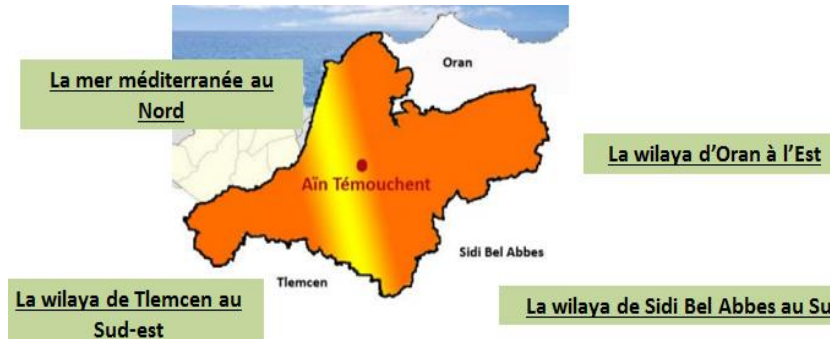 La mer méditerranée au
Nord
Oran
La wilaya d’Oran à l’Est
Aïn Témouchent
Sidi Bel Abbes
Tlemcen
La wilaya de Tlemcen au
Sud-est
La wilaya de Sidi Bel Abbes au Su